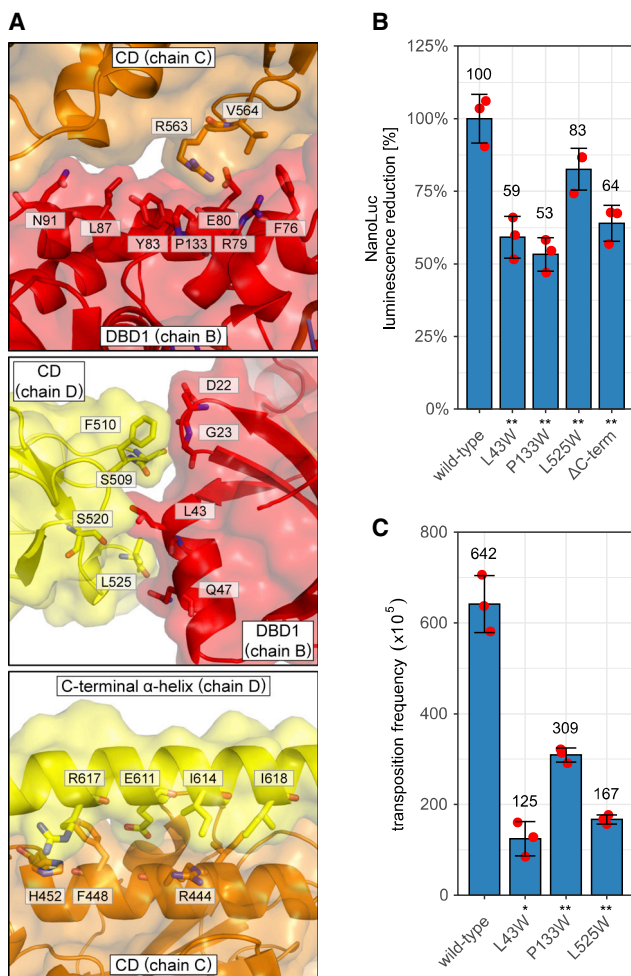 A
CD (chain C)
V564
R563
N91
L87
E80
F76
Y83
P133
R79
DBD1 (chain B)
CD
(chain D)
D22
F510
G23
S509
S520
L43
L525
Q47
DBD1
(chain B)
C-terminal α-helix (chain D)
R617
E611
I614
I618
H452
F448
R444
CD (chain C)
B
NanoLuc
luminescence reduction [%]
125%
100%
75%
50%
25%
0%
100
59
53
83
64
** ** ** **
wild-type
L43W
P133W
L525W
ΔC-term
C
transposition frequency (x10⁵)
800
600
400
200
0
642
125
309
167
* ** **
wild-type
L43W
P133W
L525W